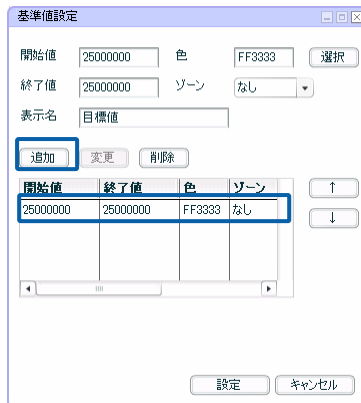 基準値設定
開始値 25000000 色 FF3333 選択
終了値 25000000 ゾーン なし
表示名 目標値
追加 変更 削除
開始値 終了値 色 ゾーン ↑
25000000 25000000 FF3333 なし
↓
設定 キャンセル